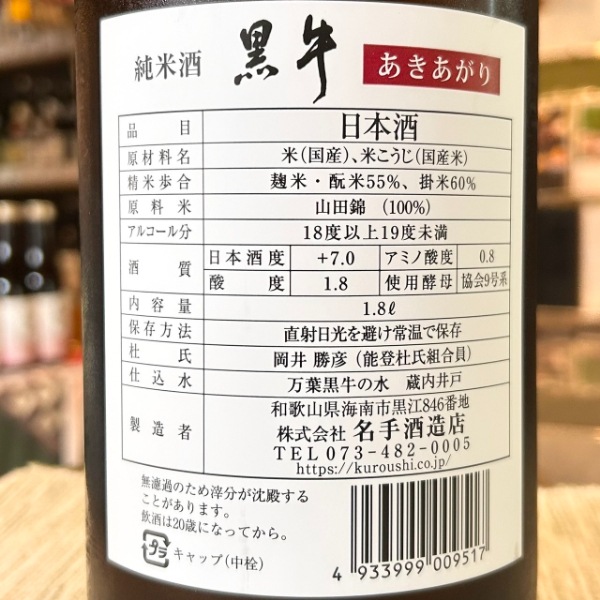 純米酒 黒牛 あきあがり
品目 日本酒
原材料名 米(国産)、米こうじ(国産米)
精米歩合 麹米・酛米55%、掛米60%
原料米 山田錦 (100%)
アルコール分 18度以上19度未満
酒質 日本酒度 +7.0 アミノ酸度 0.8
酸度 1.8 使用酵母 協会9号系
内容量 1.8ℓ
保存方法 直射日光を避け常温で保存
杜氏 岡井 勝彦 (能登杜氏組合員)
仕込水 万葉黒牛の水 蔵内井戸
製造者 和歌山県海南市黒江846番地
株式会社 名手酒造店
TEL 073-482-0005
https://kuroushi.co.jp/
無濾過のため滓分が沈殿する
ことがあります。
飲酒は20歳になってから。
プラ キャップ(中栓)
4 933999 009517